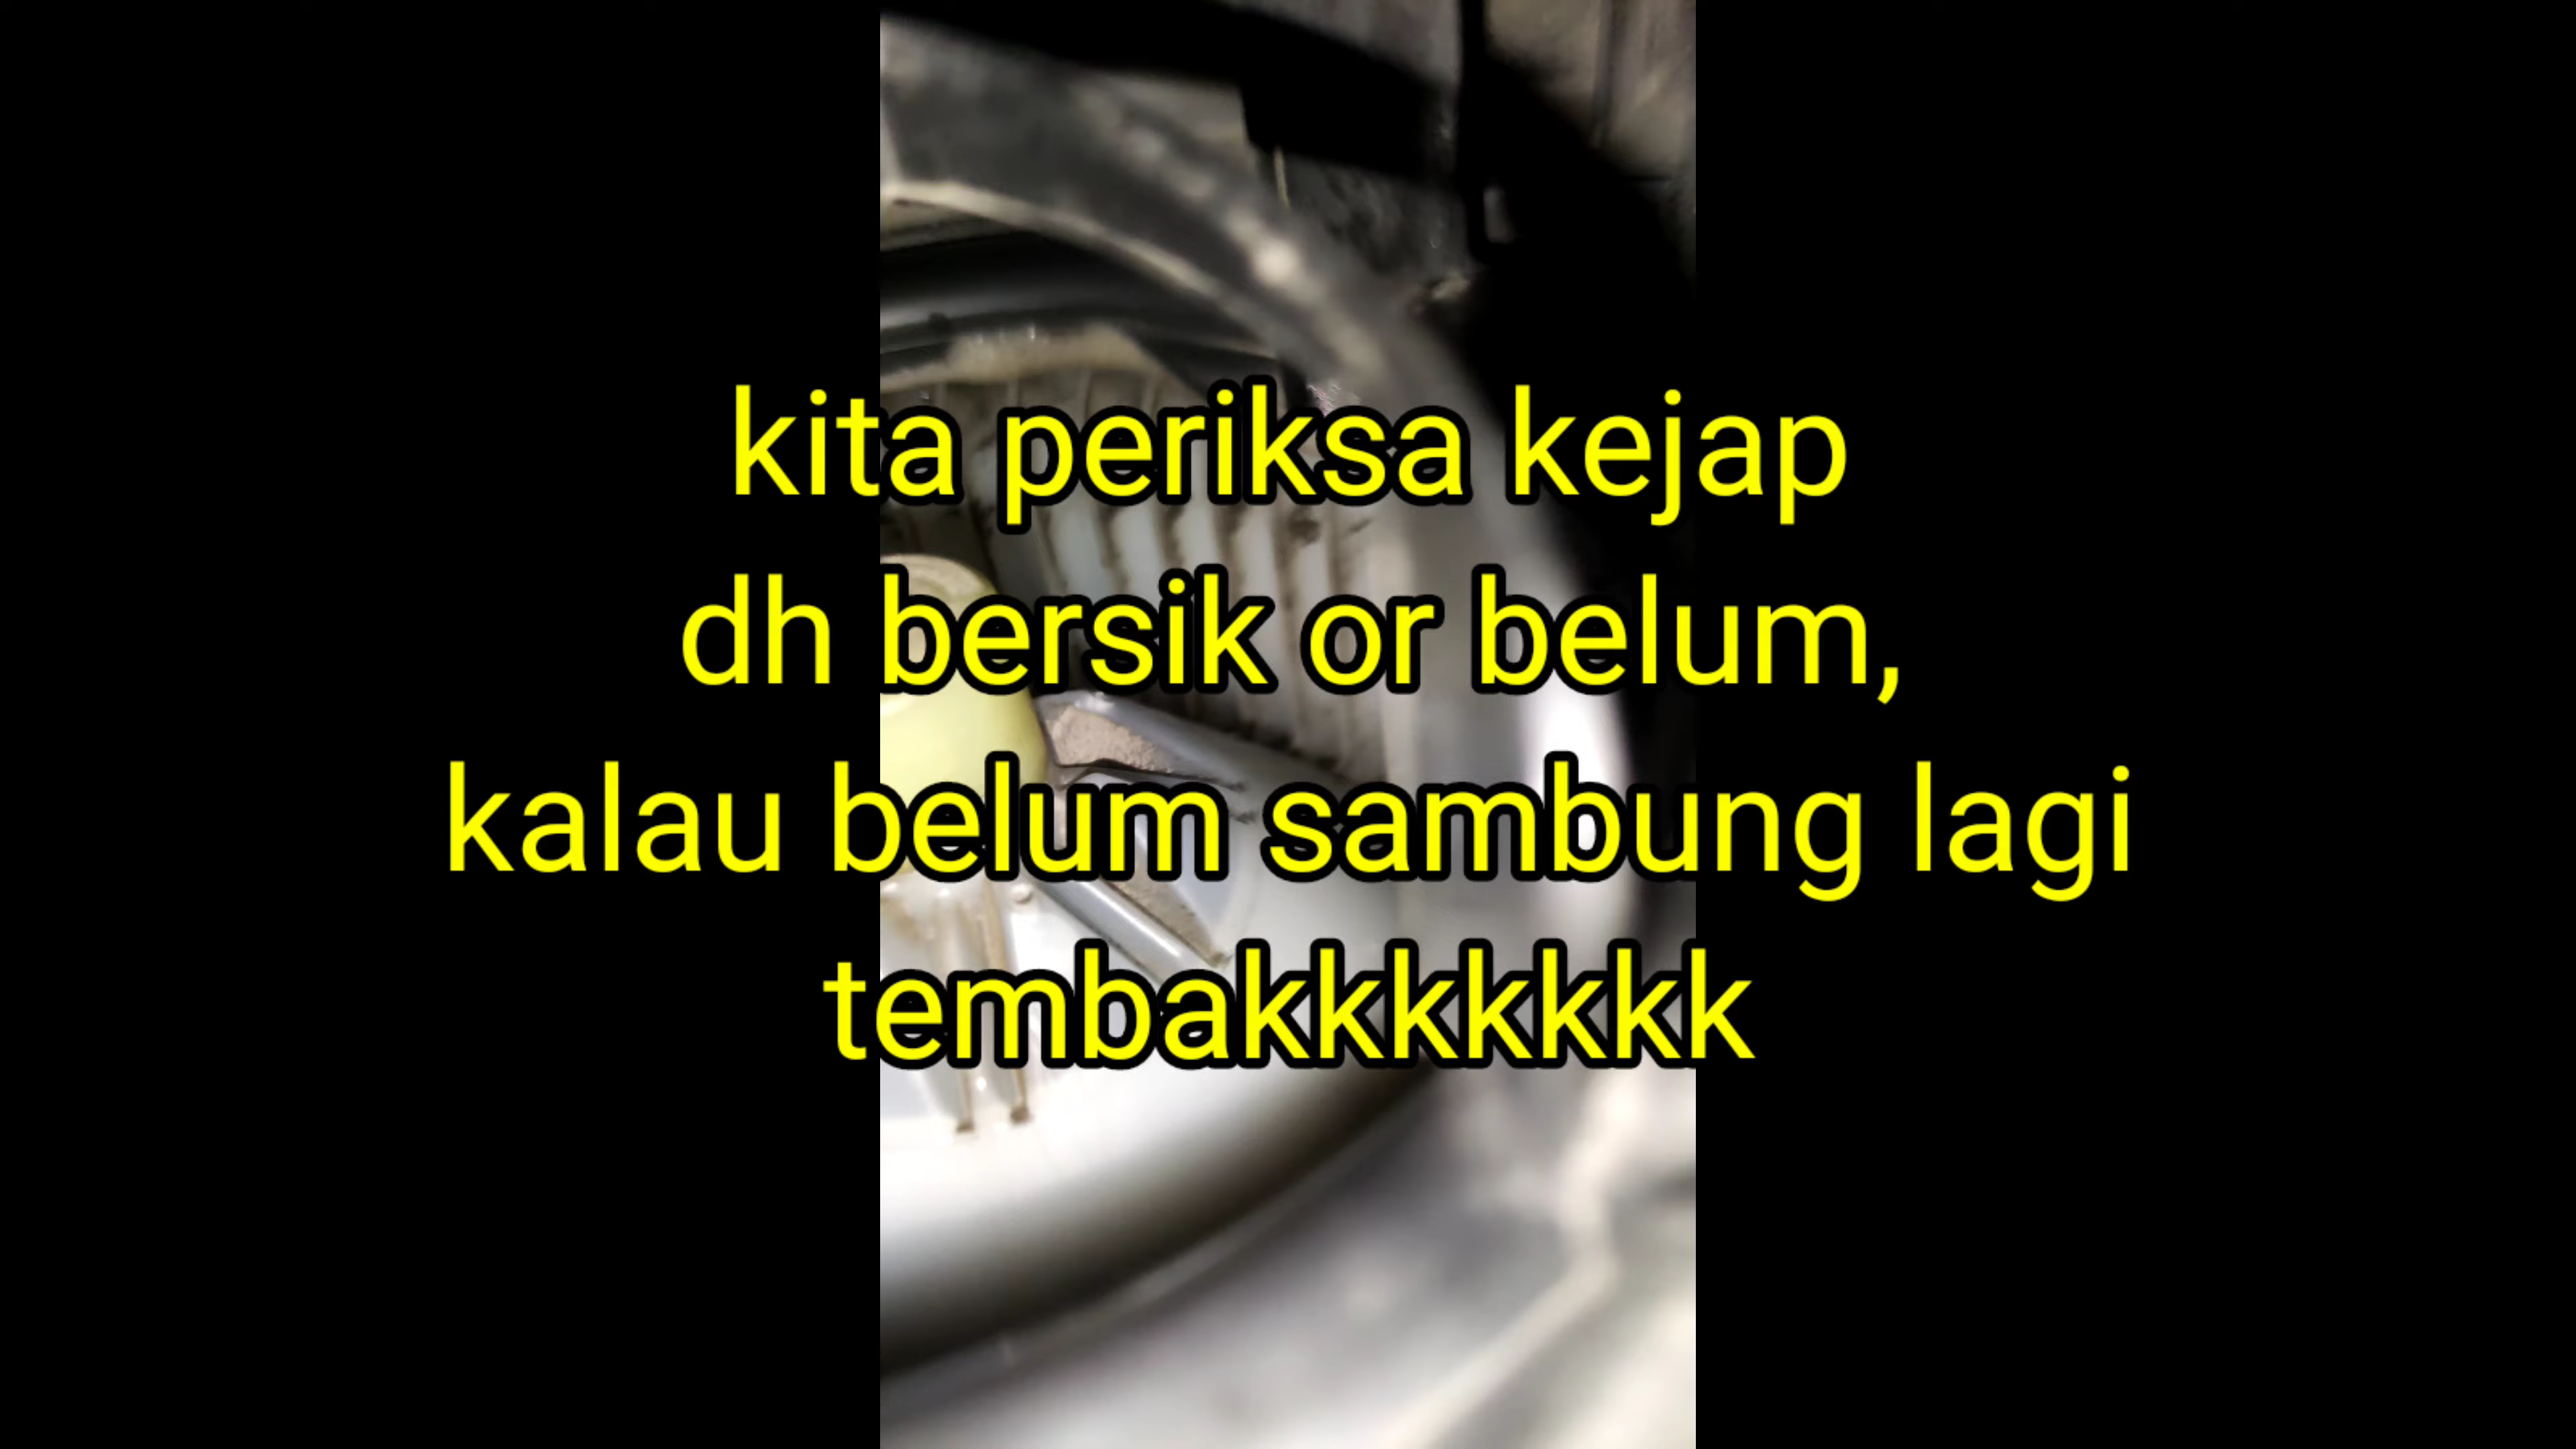 kita periksa kejap
dh bersik or belum,
kalau belum sambung lagi
tembakkkkkkk